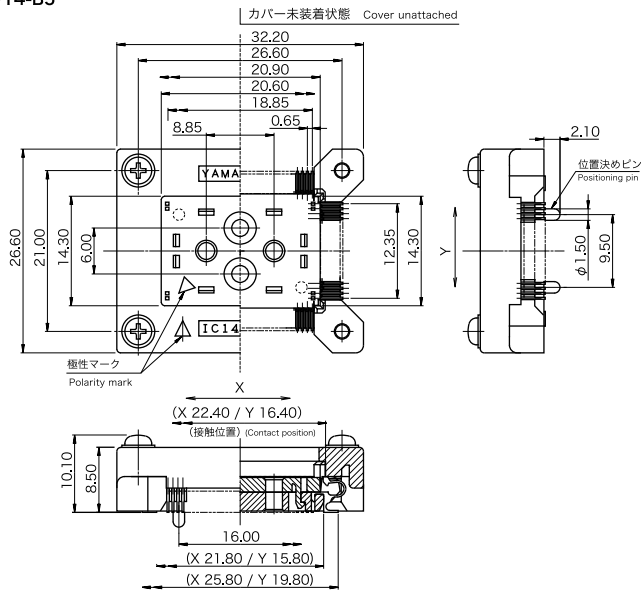 14-B5
カバー未装着状態 Cover unattached
32.20
26.60
20.90
20.60
18.85
8.85
0.65
2.10
位置決めピン
Positioning pin
YAMA
26.60
21.00
14.30
6.00
12.35
14.30
Y
φ1.50
9.50
IC14
極性マーク
Polarity mark
X
(X 22.40 / Y 16.40)
(接触位置) (Contact position)
10.10
8.50
16.00
(X 21.80 / Y 15.80)
(X 25.80 / Y 19.80)